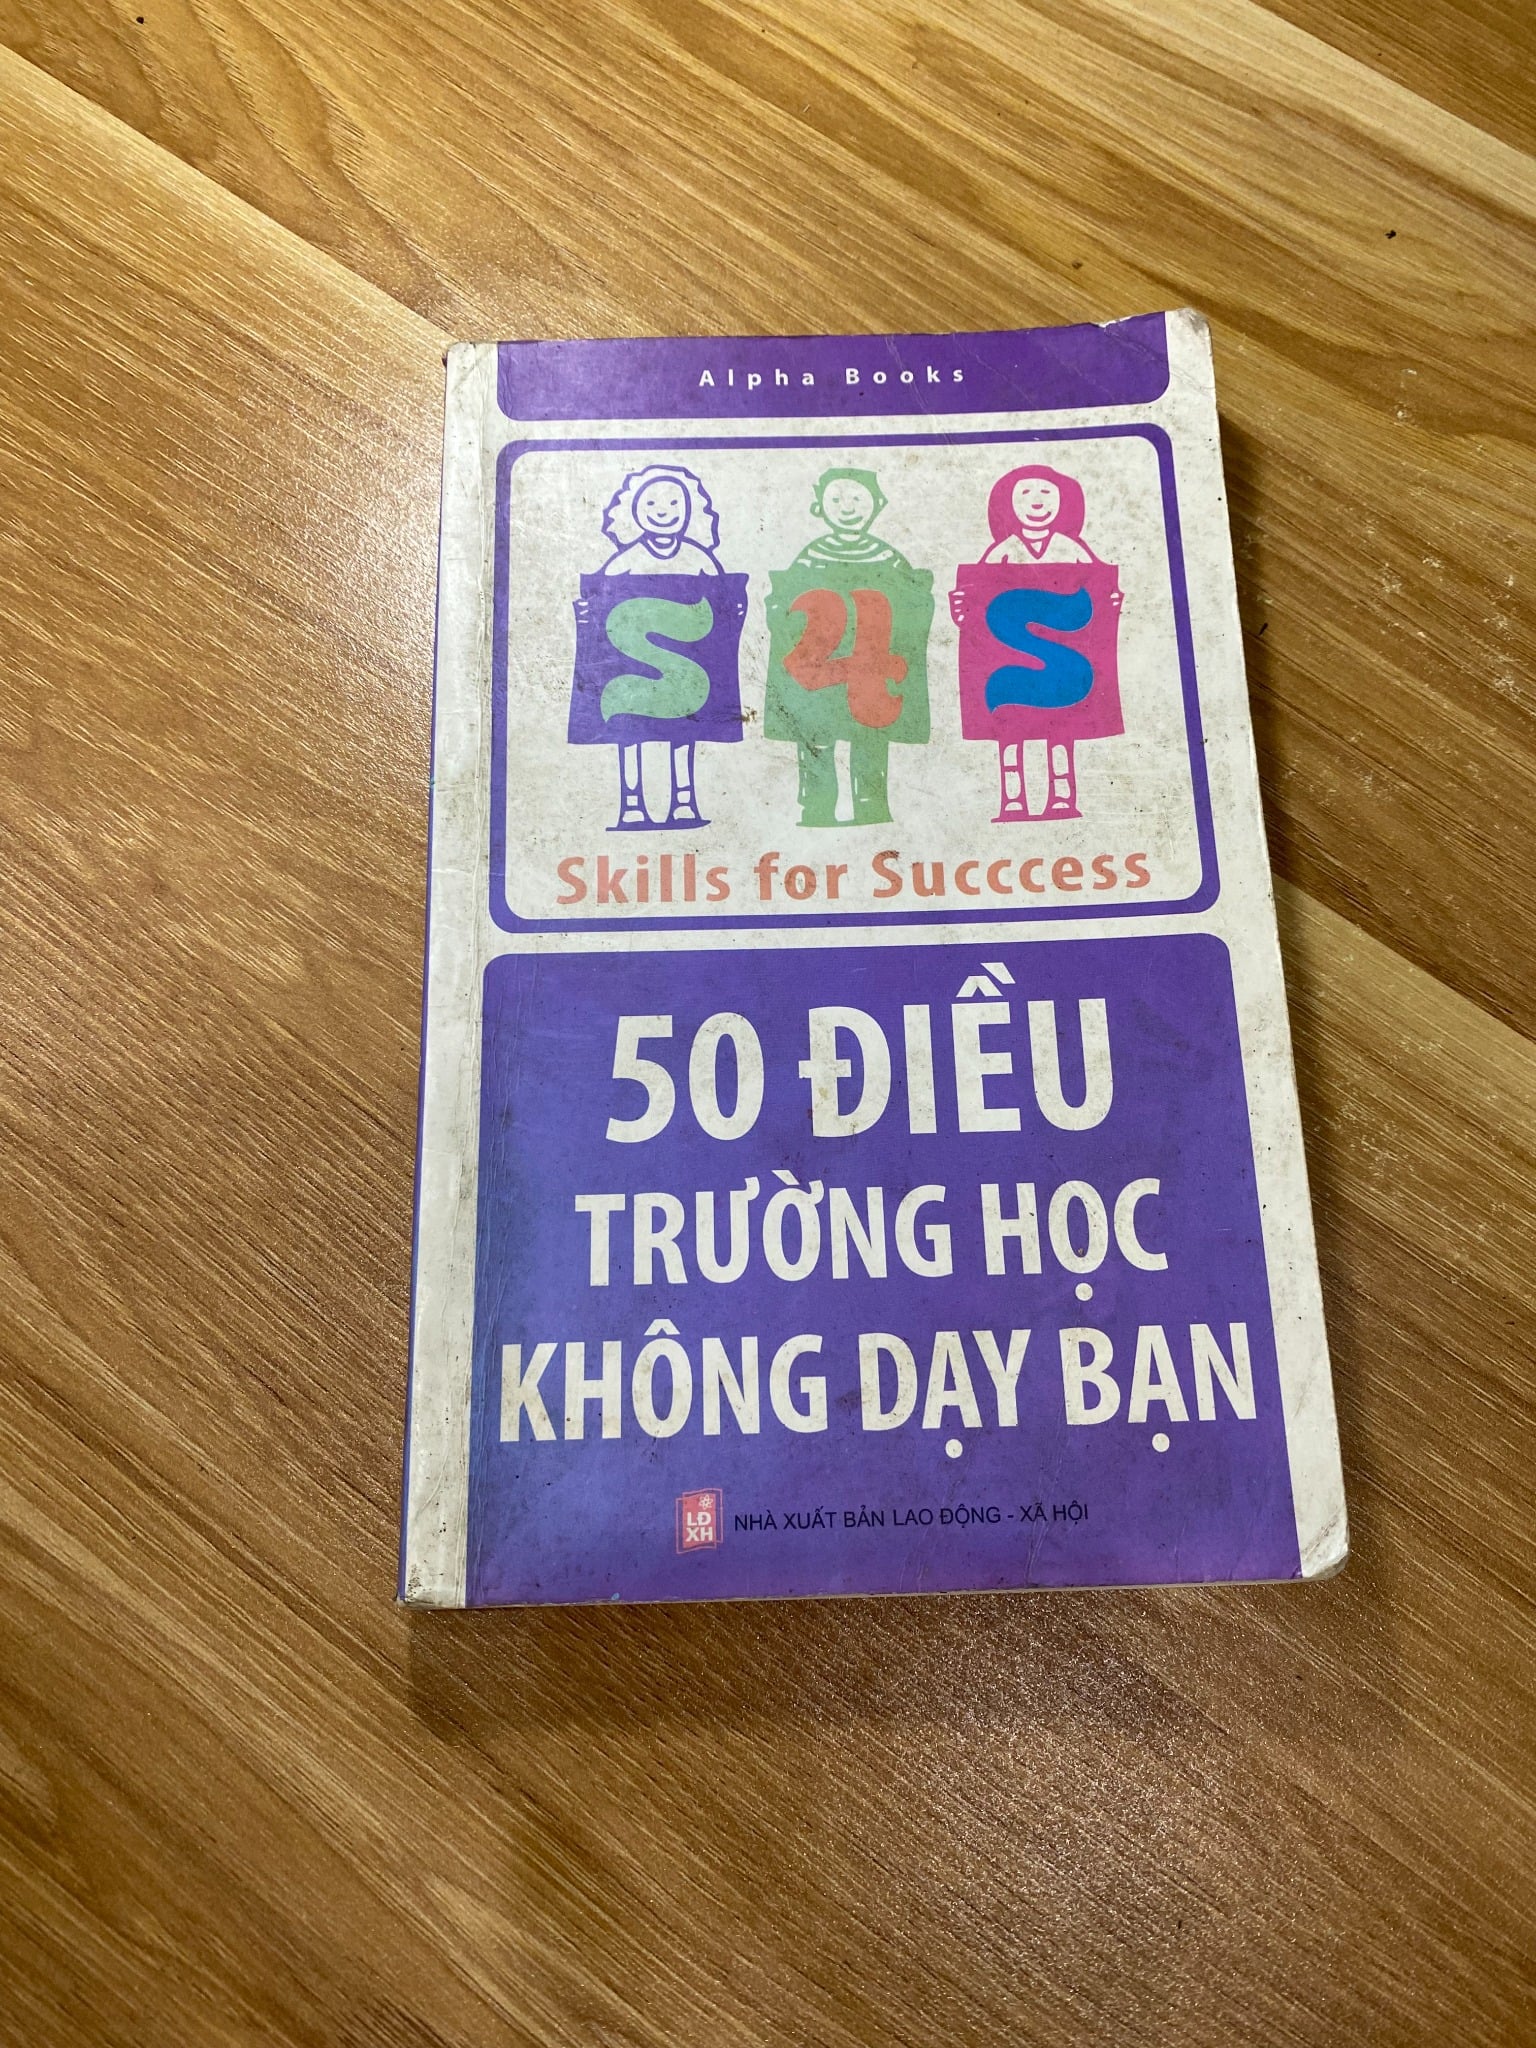 Alpha Books
S 4 S
Skills for Succcess
50 ĐIỀU
TRƯỜNG HỌC
KHÔNG DẠY BẠN
LĐ
XH
NHÀ XUẤT BẢN LAO ĐỘNG - XÃ HỘI